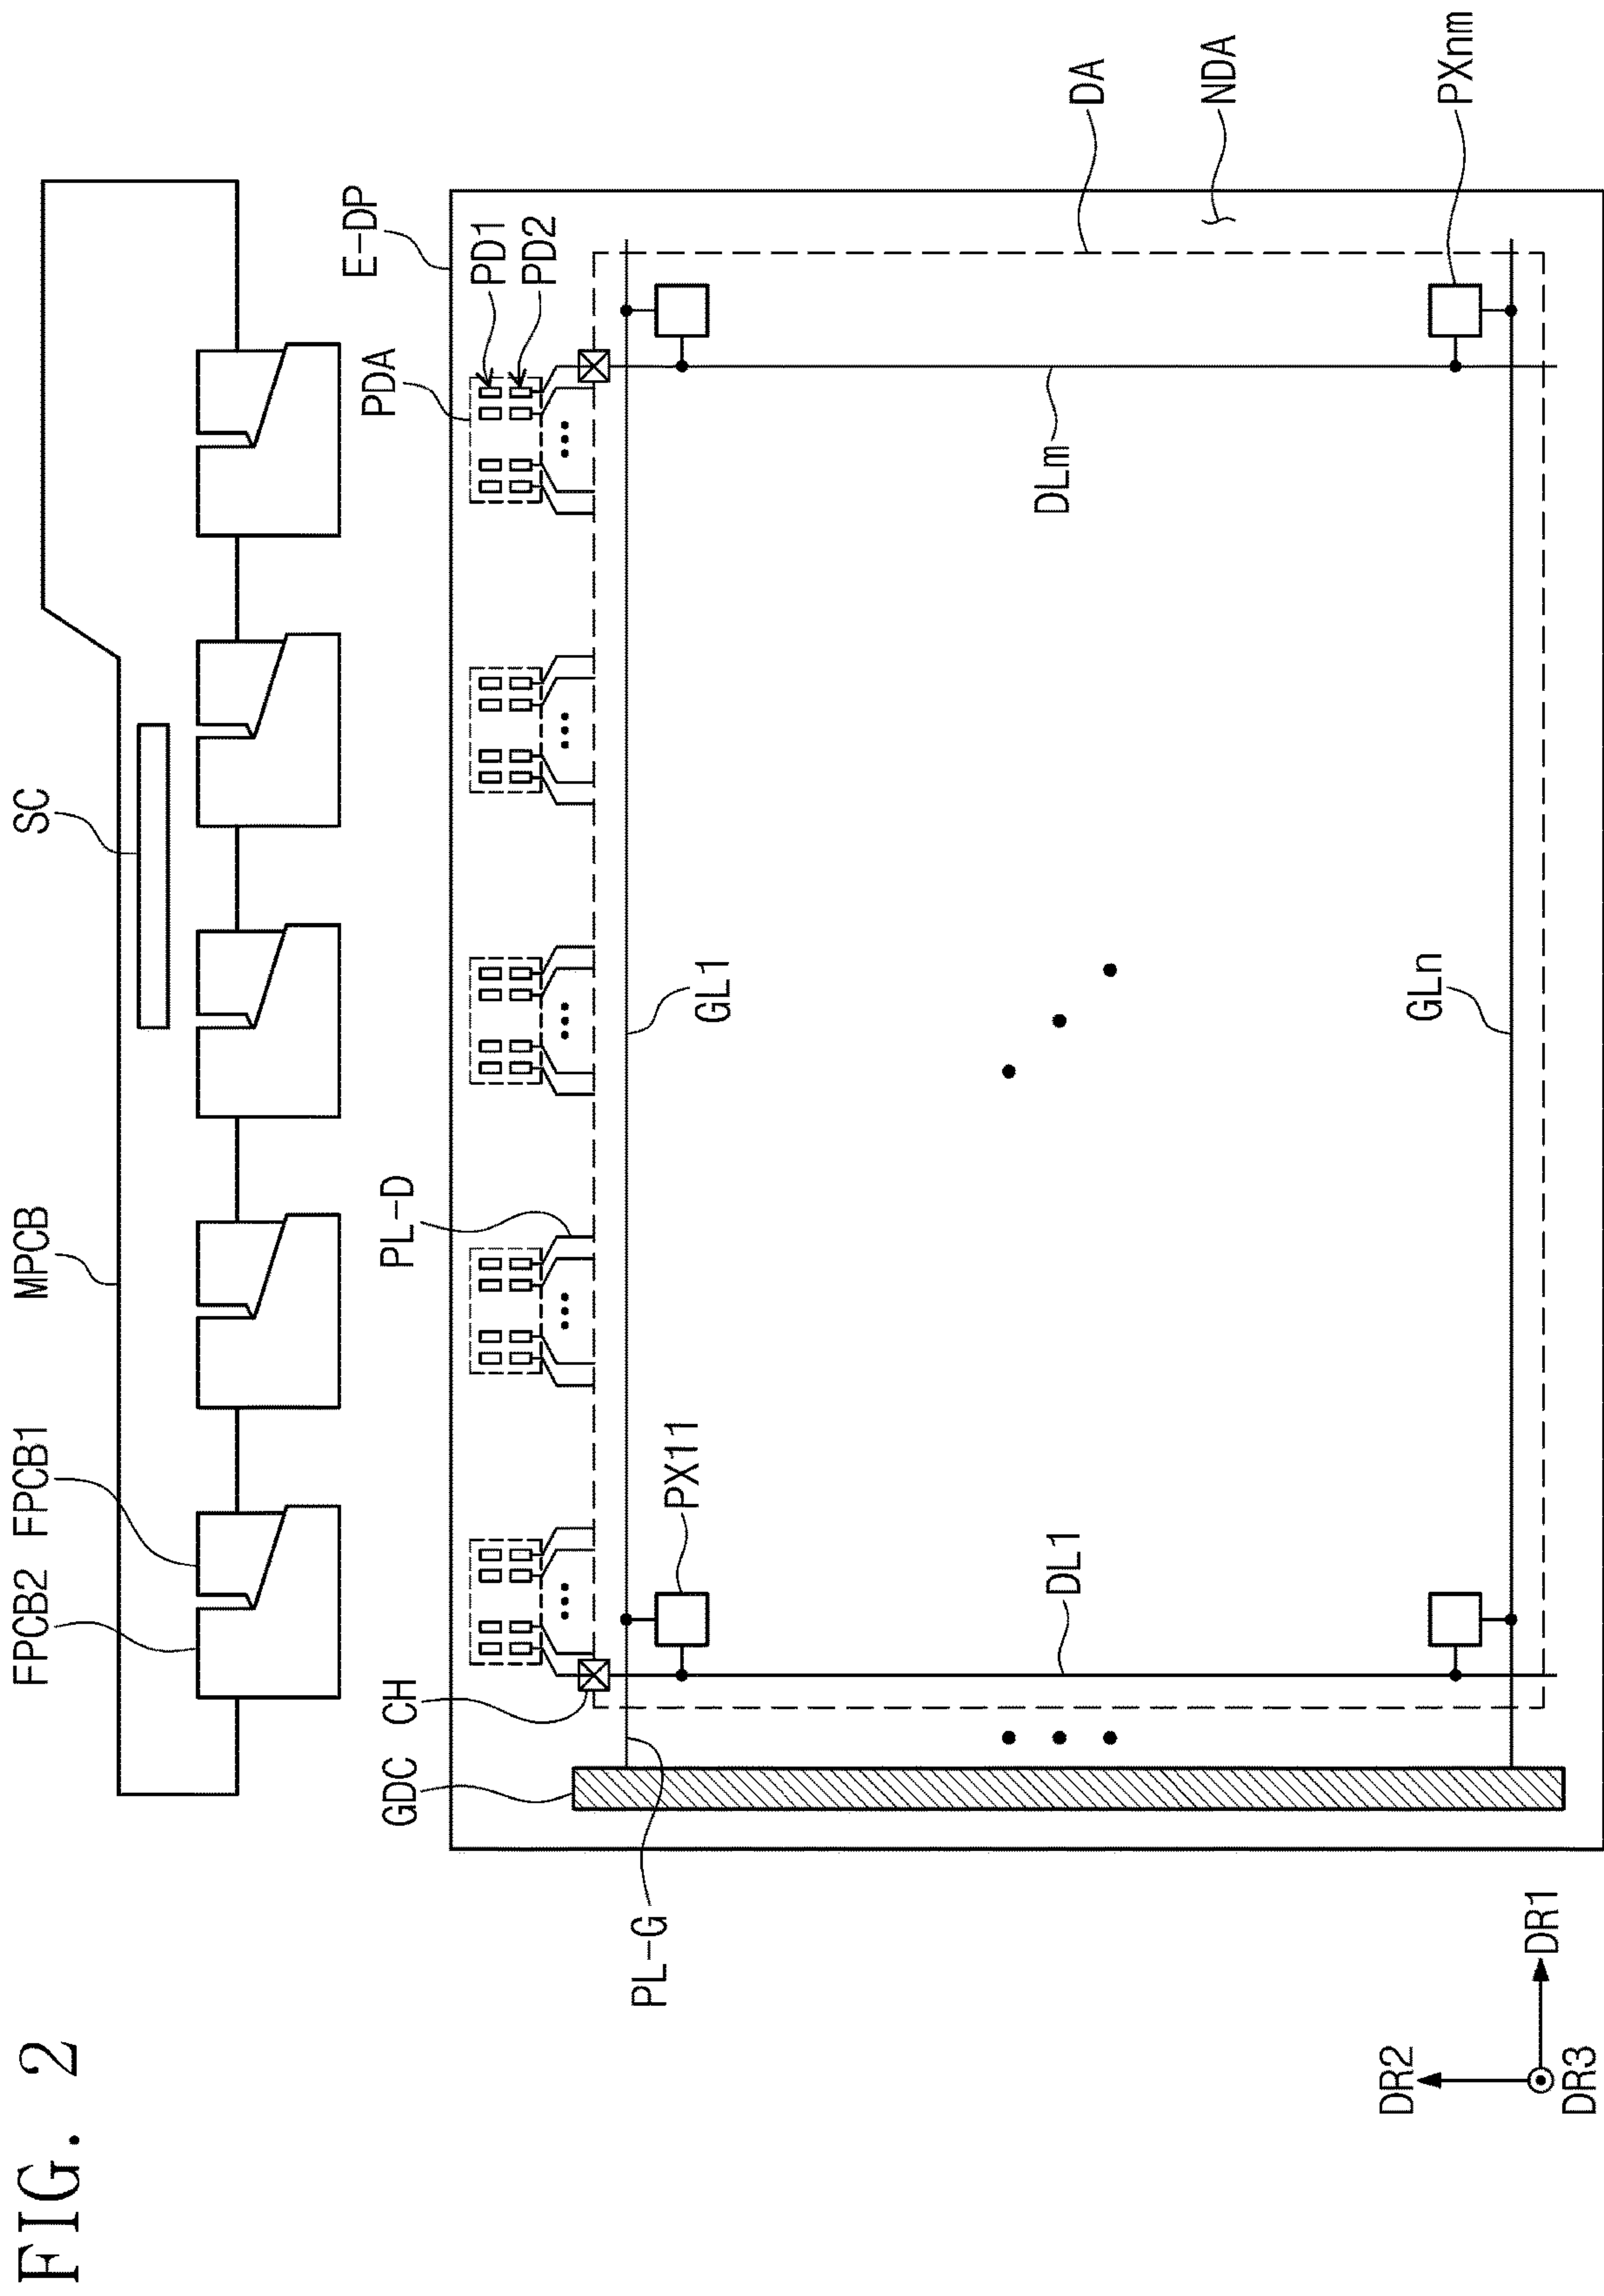 FIG. 2
FPCB2
FPCB1
MPCB
SC
GDC
CH
PL-D
PDA
E-DP
PD1
PD2
PL-G
PX11
GL1
DL1
DLm
DA
NDA
GLn
PXnm
DR2
DR3
DR1